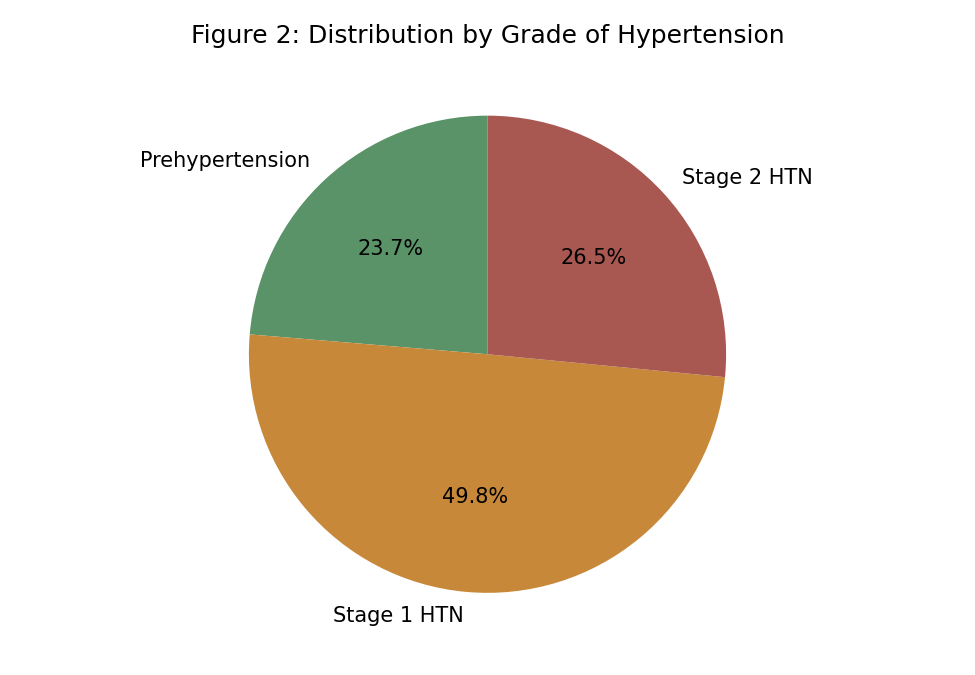 Figure 2: Distribution by Grade of Hypertension
Prehypertension
Stage 2 HTN
23.7%
26.5%
49.8%
Stage 1 HTN